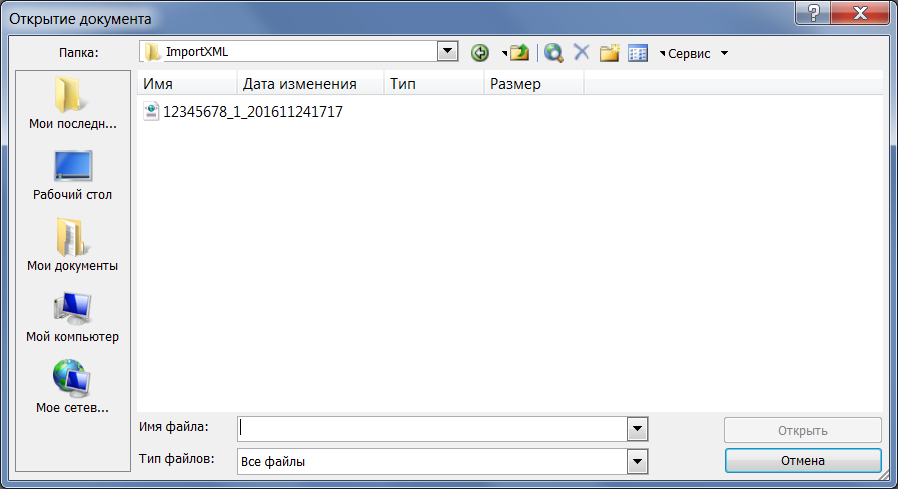 Открытие документа
?
Папка: ImportXML Сервис
Имя Дата изменения Тип Размер
12345678_1_201611241717
Мои последн...
Рабочий стол
Мои документы
Мой компьютер
Мое сетев...
Имя файла: Открыть
Тип файлов: Все файлы Отмена